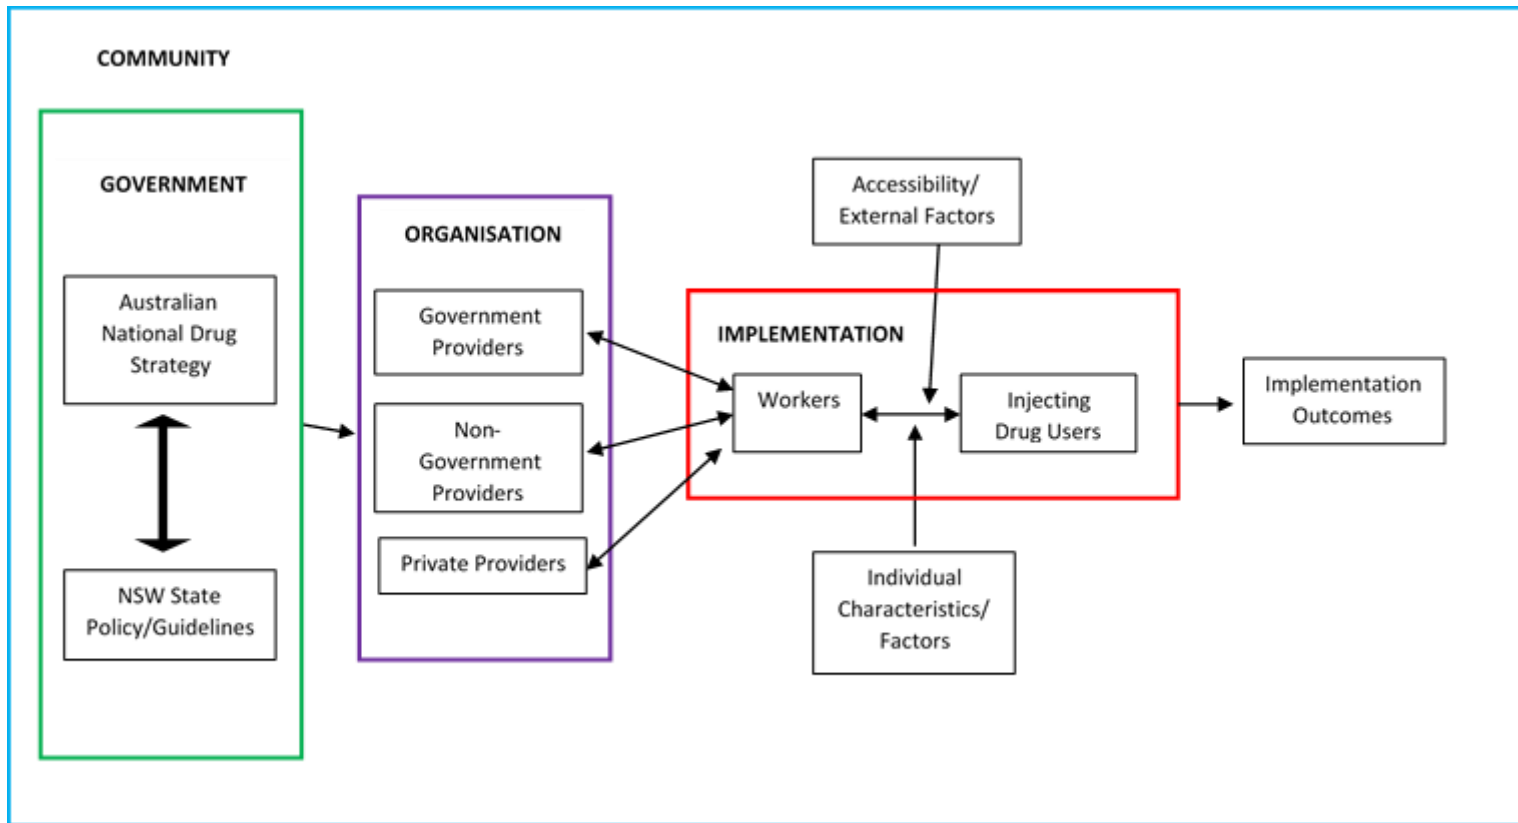 COMMUNITY
GOVERNMENT
Australian
National Drug
Strategy
NSW State
Policy/Guidelines
ORGANISATION
Government
Providers
Non-
Government
Providers
Private Providers
IMPLEMENTATION
Workers
Injecting
Drug Users
Accessibility/
External Factors
Individual
Characteristics/
Factors
Implementation
Outcomes